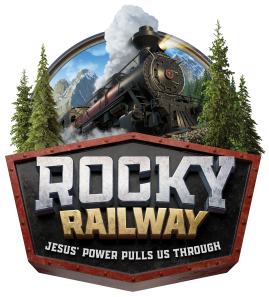 ROCKY
RAILWAY
JESUS' POWER PULLS US THROUGH